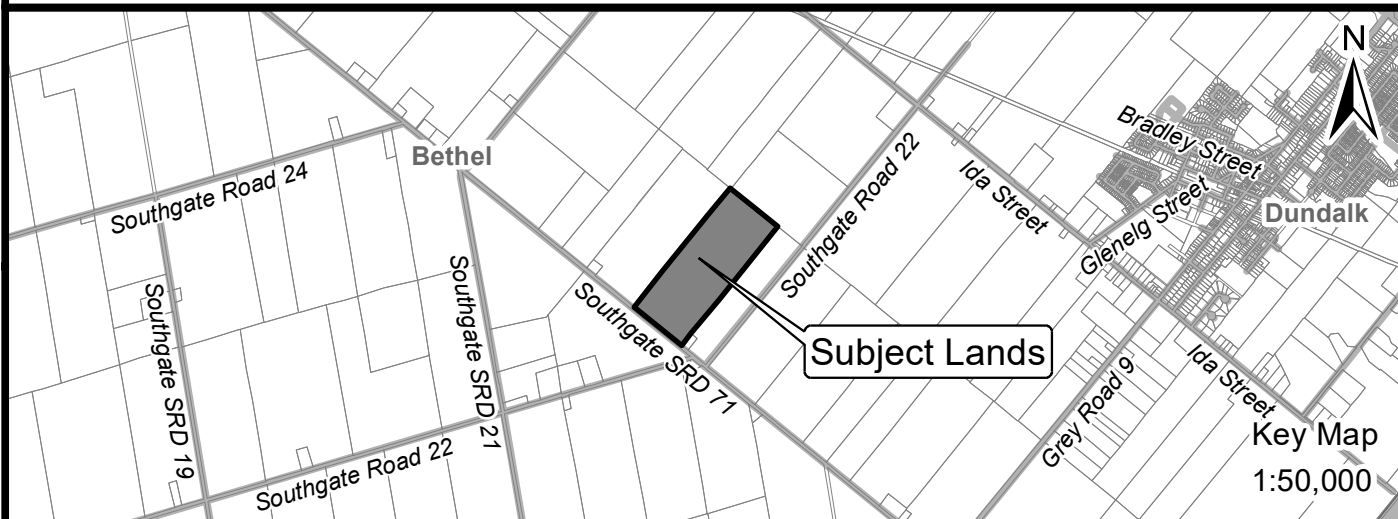 N
Bradley Street
Bethel
Ida Street
Southgate Road 22
Southgate Road 24
Glenelg Street
Dundalk
Southgate SRD 19
Southgate SRD 21
Southgate SRD 71
Subject Lands
Ida Street
Grey Road 9
Key Map
Southgate Road 22
1:50,000